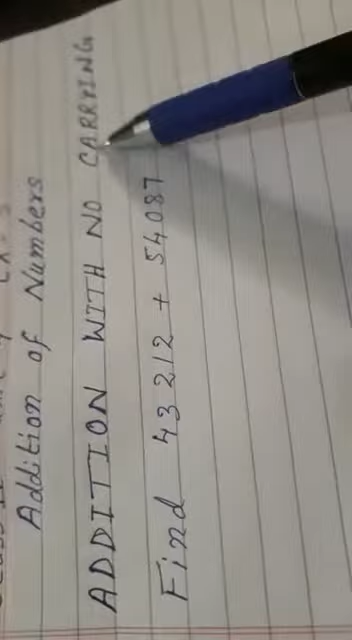 Addition of Numbers
ADDITION WITH NO CARRYING
Find 43212 + 54087